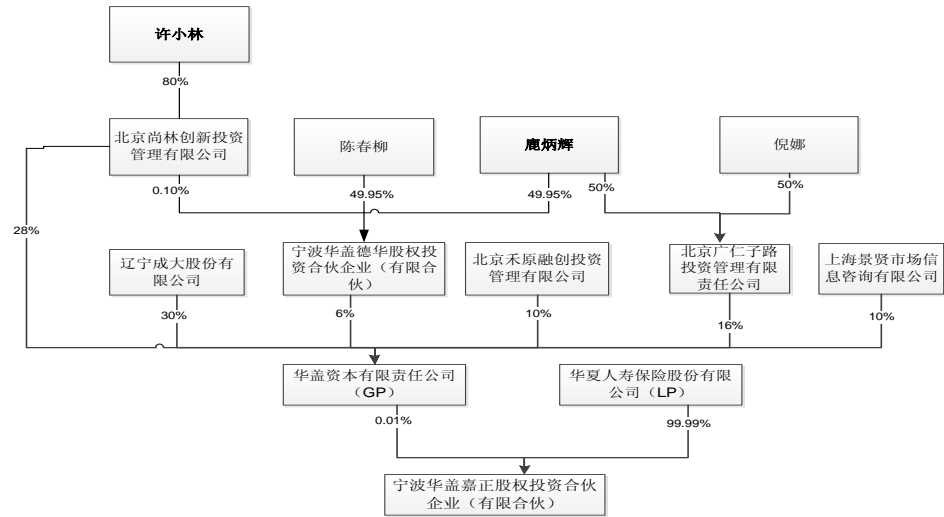 许小林
80%
北京尚林创新投资
管理有限公司
陈春柳
鹿炳辉
倪娜
0.10%
49.95%
49.95%
50%
50%
28%
辽宁成大股份有
限公司
宁波华盖德华股权投
资合伙企业（有限合
伙）
北京禾原融创投资
管理有限公司
北京广仁子路
投资管理有限
责任公司
上海景贤市场信
息咨询有限公司
30%
6%
10%
16%
10%
华盖资本有限责任公司
（GP）
华夏人寿保险股份有限
公司（LP）
0.01%
99.99%
宁波华盖嘉正股权投资合伙
企业（有限合伙）